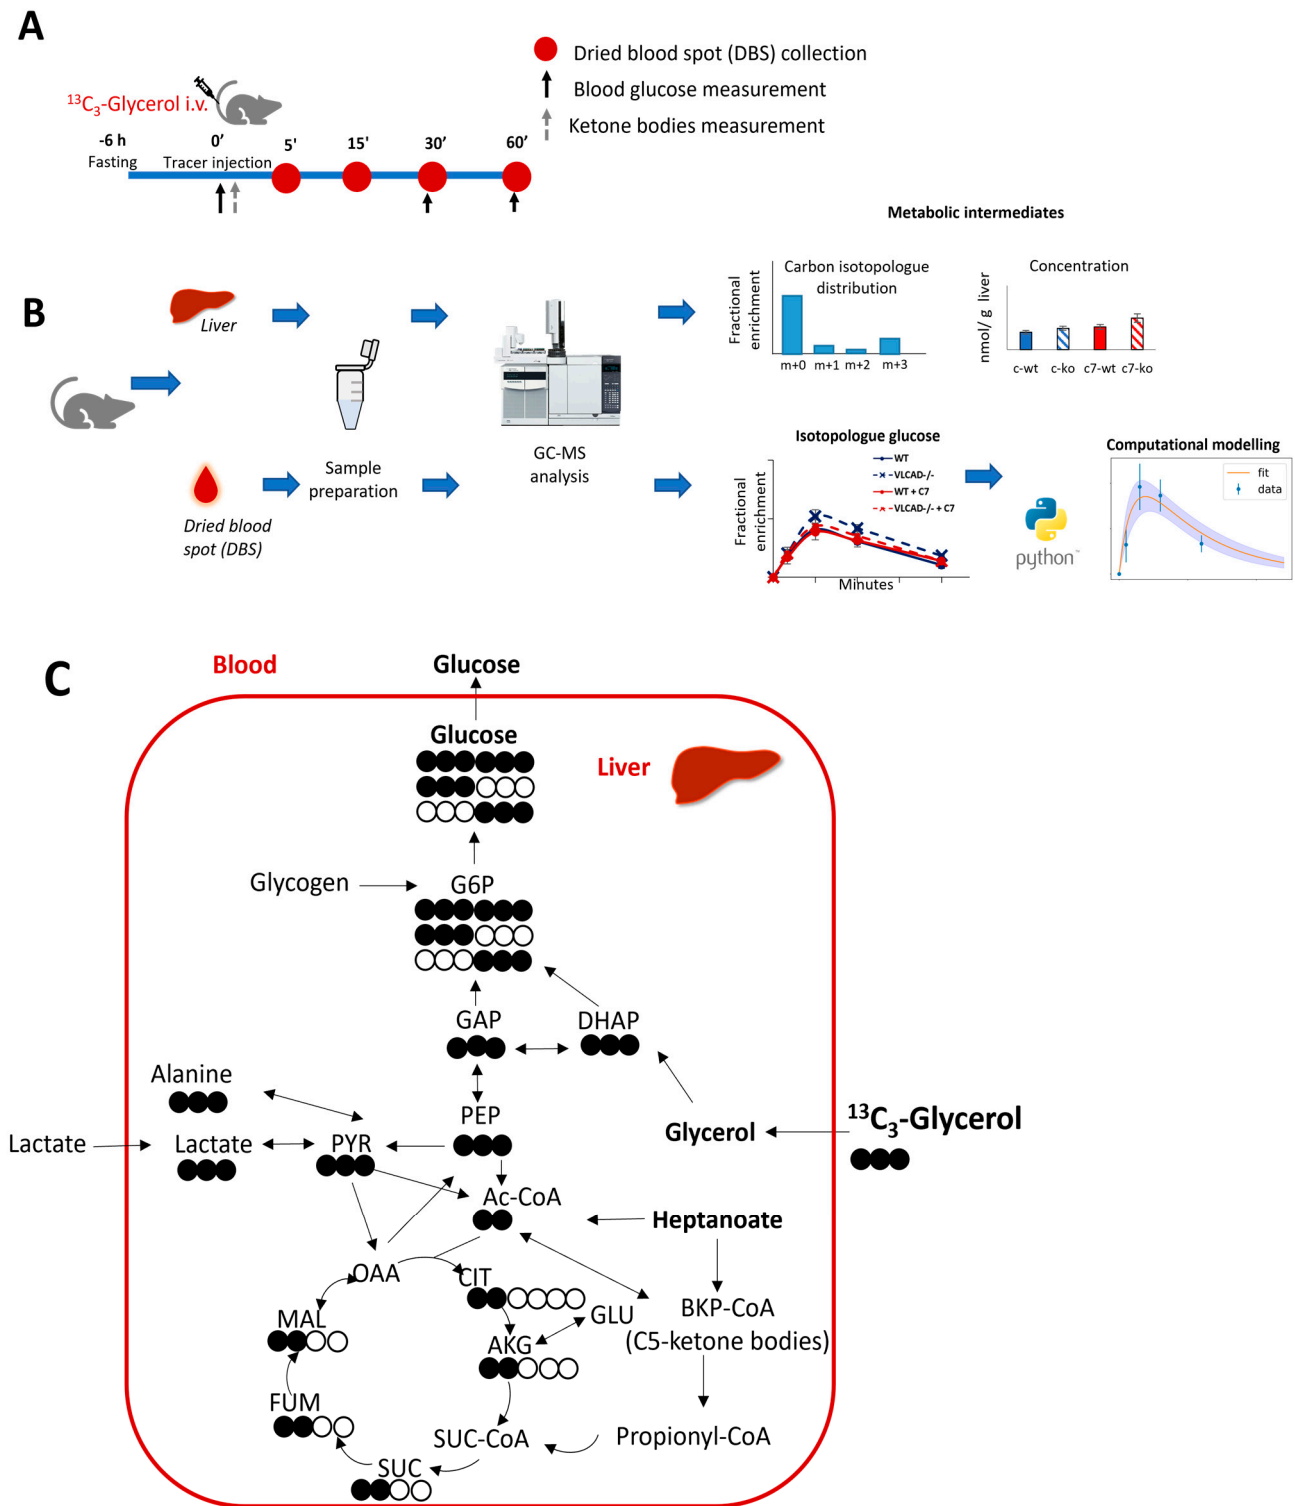 A
Dried blood spot (DBS) collection
Blood glucose measurement
Ketone bodies measurement
¹³C₃-Glycerol i.v.
-6 h
0'
5'
15'
30'
60'
Fasting
Tracer injection
Metabolic intermediates
B
Liver
Carbon isotopologue
distribution
Fractional
enrichment
m+0 m+1 m+2 m+3
Concentration
nmol/ g liver
c-wt c-ko c7-wt c7-ko
Sample
preparation
GC-MS
analysis
Dried blood
spot (DBS)
Isotopologue glucose
WT
VLCAD-/-
WT + C7
VLCAD-/- + C7
Fractional
enrichment
Minutes
python™
Computational modelling
fit
data
C
Blood
Glucose
Glucose
Liver
Glycogen
G6P
GAP
DHAP
Alanine
PEP
Glycerol
¹³C₃-Glycerol
Lactate
Lactate
PYR
Ac-CoA
Heptanoate
OAA
CIT
GLU
BKP-CoA
(C5-ketone bodies)
MAL
AKG
FUM
SUC-CoA
Propionyl-CoA
SUC